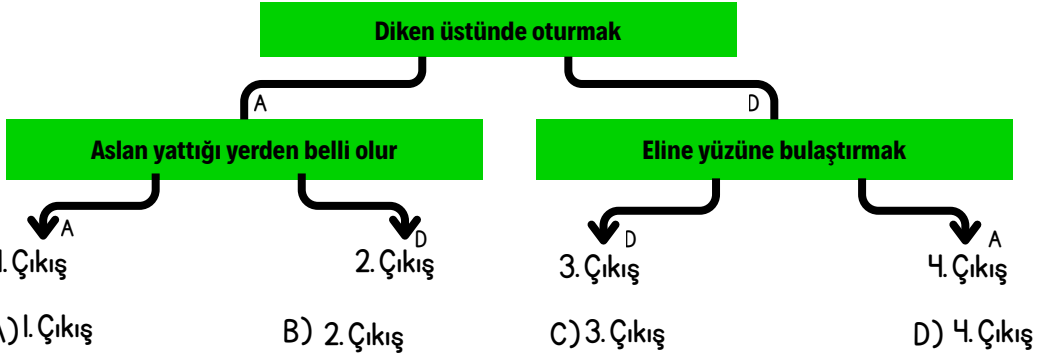 Diken üstünde oturmak
A
D
Aslan yattığı yerden belli olur
Eline yüzüne bulaştırmak
A
D
D
A
1. Çıkış
2. Çıkış
3. Çıkış
4. Çıkış
A) 1. Çıkış
B) 2. Çıkış
C) 3. Çıkış
D) 4. Çıkış